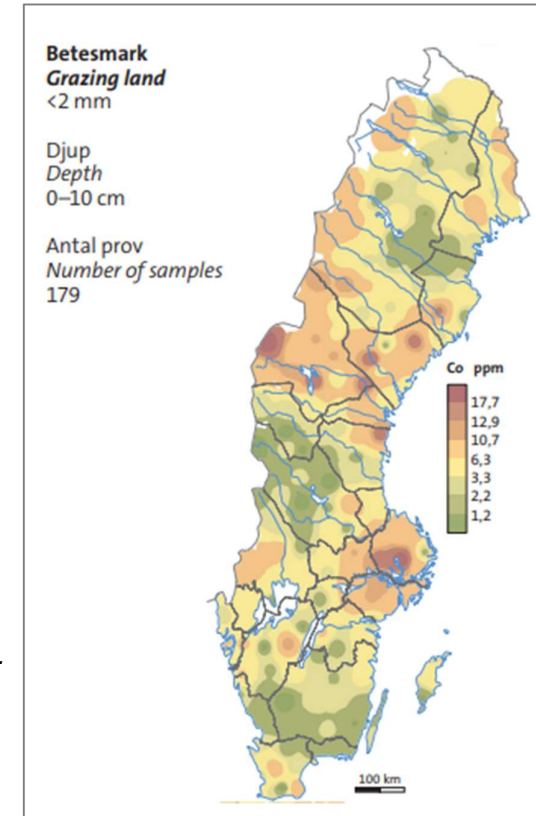 Betesmark
Grazing land
<2 mm
Djup
Depth
0–10 cm
Antal prov
Number of samples
179
Co ppm
17,7
12,9
10,7
6,3
3,3
2,2
1,2
100 km